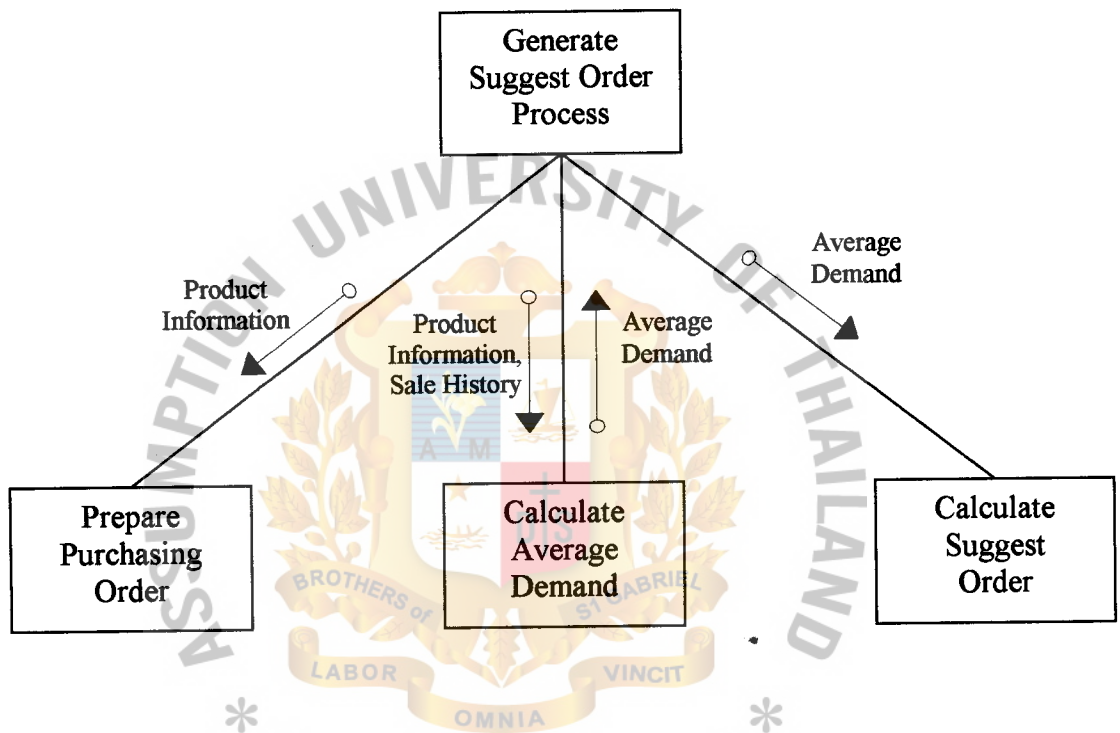 Generate
Suggest Order
Process
ASSUMPTION UNIVERSITY OF THAILAND
Average
Demand
Product
Information
Product
Information,
Sale History
Average
Demand
A M
D S
Prepare
Purchasing
Order
Calculate
Average
Demand
Calculate
Suggest
Order
BROTHERS of
ST GABRIEL
LABOR
VINCIT
OMNIA
* *